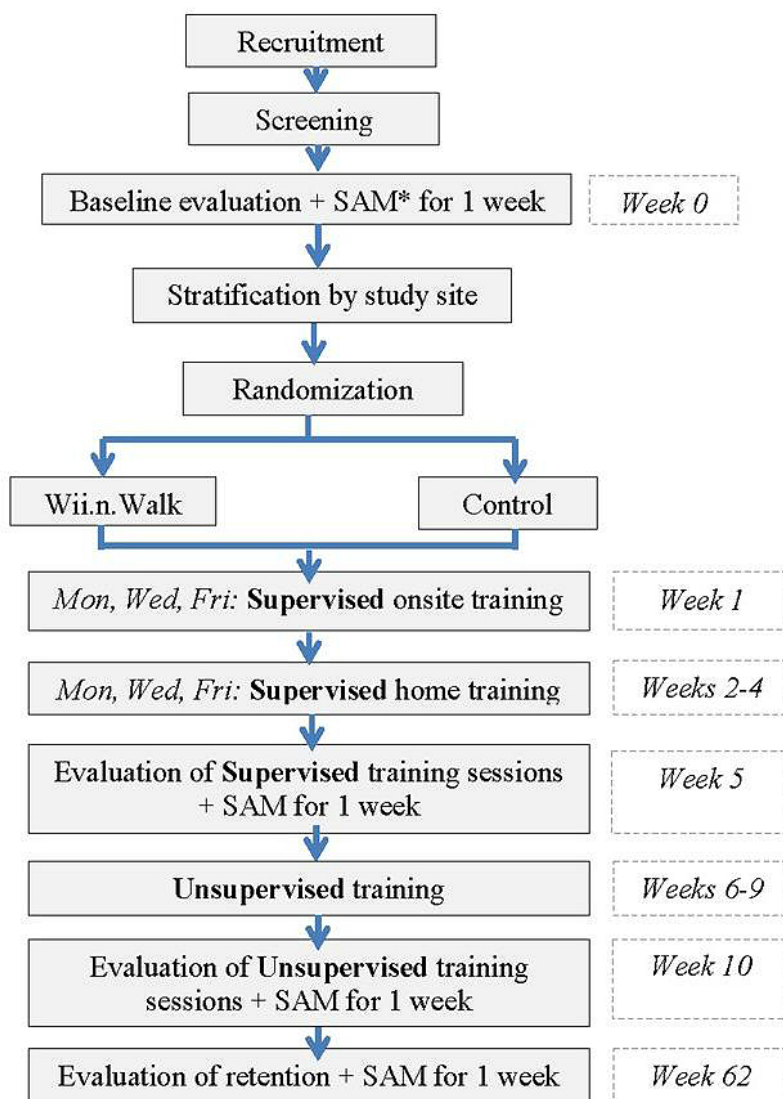 Recruitment
Screening
Baseline evaluation + SAM* for 1 week
Week 0
Stratification by study site
Randomization
Wii.n.Walk
Control
Mon, Wed, Fri: Supervised onsite training
Week 1
Mon, Wed, Fri: Supervised home training
Weeks 2-4
Evaluation of Supervised training sessions
+ SAM for 1 week
Week 5
Unsupervised training
Weeks 6-9
Evaluation of Unsupervised training
sessions + SAM for 1 week
Week 10
Evaluation of retention + SAM for 1 week
Week 62